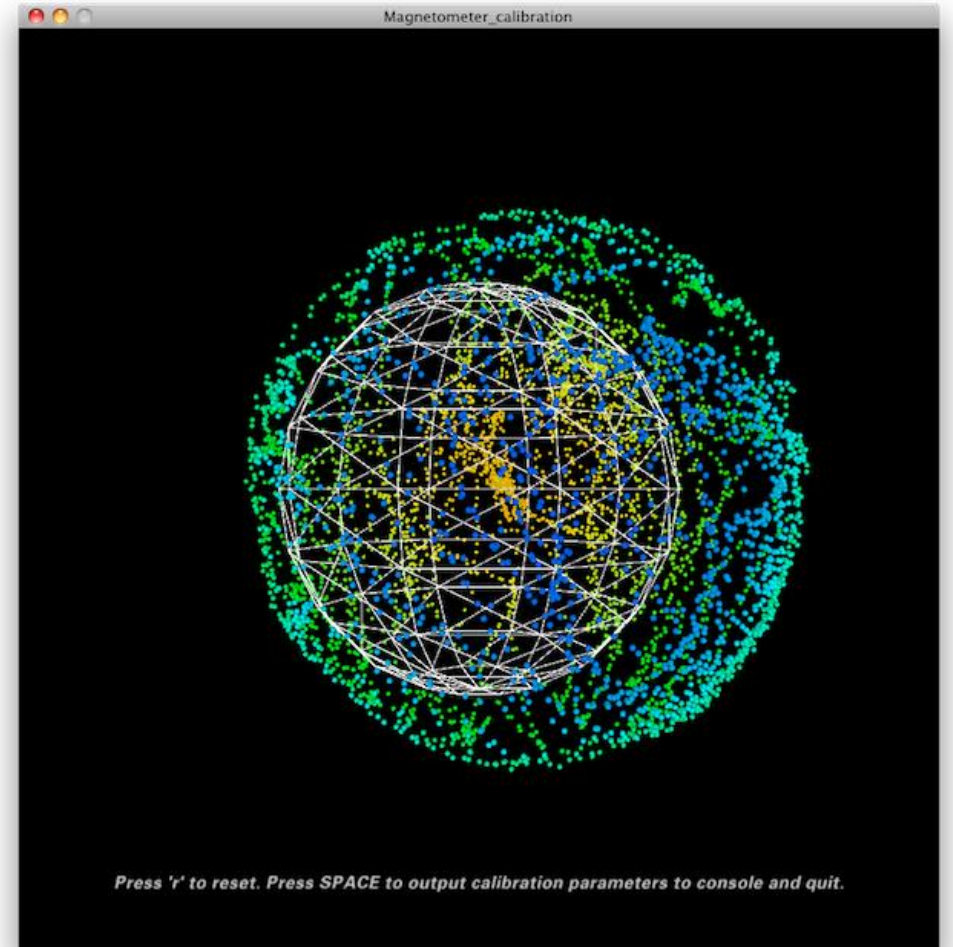 Magnetometer_calibration
Press 'r' to reset. Press SPACE to output calibration parameters to console and quit.